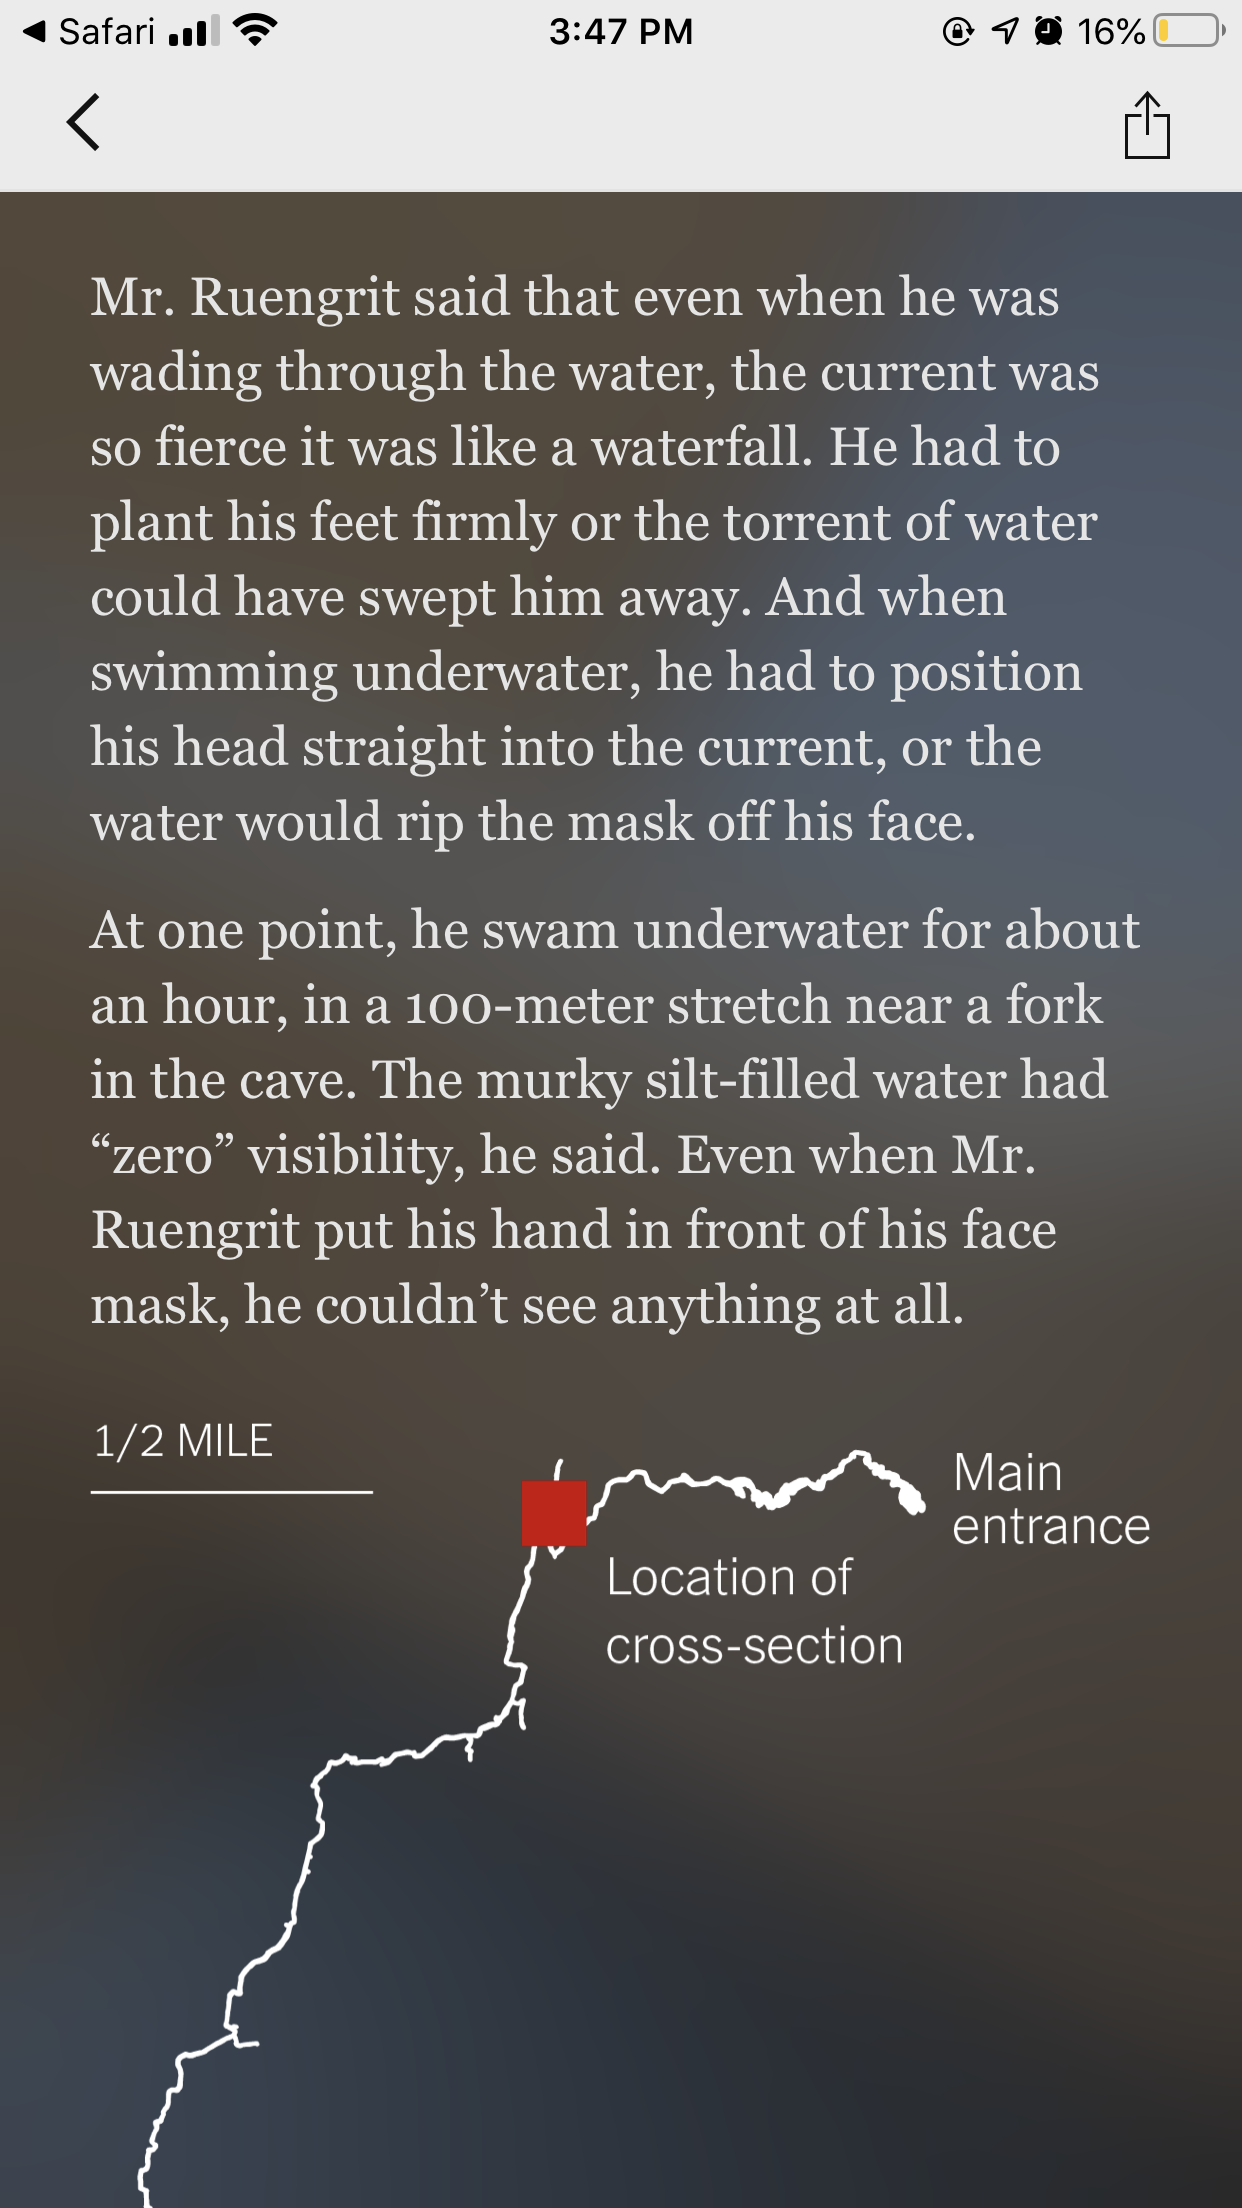 Safari
3:47 PM
16%
Mr. Ruengrit said that even when he was
wading through the water, the current was
so fierce it was like a waterfall. He had to
plant his feet firmly or the torrent of water
could have swept him away. And when
swimming underwater, he had to position
his head straight into the current, or the
water would rip the mask off his face.
At one point, he swam underwater for about
an hour, in a 100-meter stretch near a fork
in the cave. The murky silt-filled water had
“zero” visibility, he said. Even when Mr.
Ruengrit put his hand in front of his face
mask, he couldn’t see anything at all.
1/2 MILE
Main
entrance
Location of
cross-section